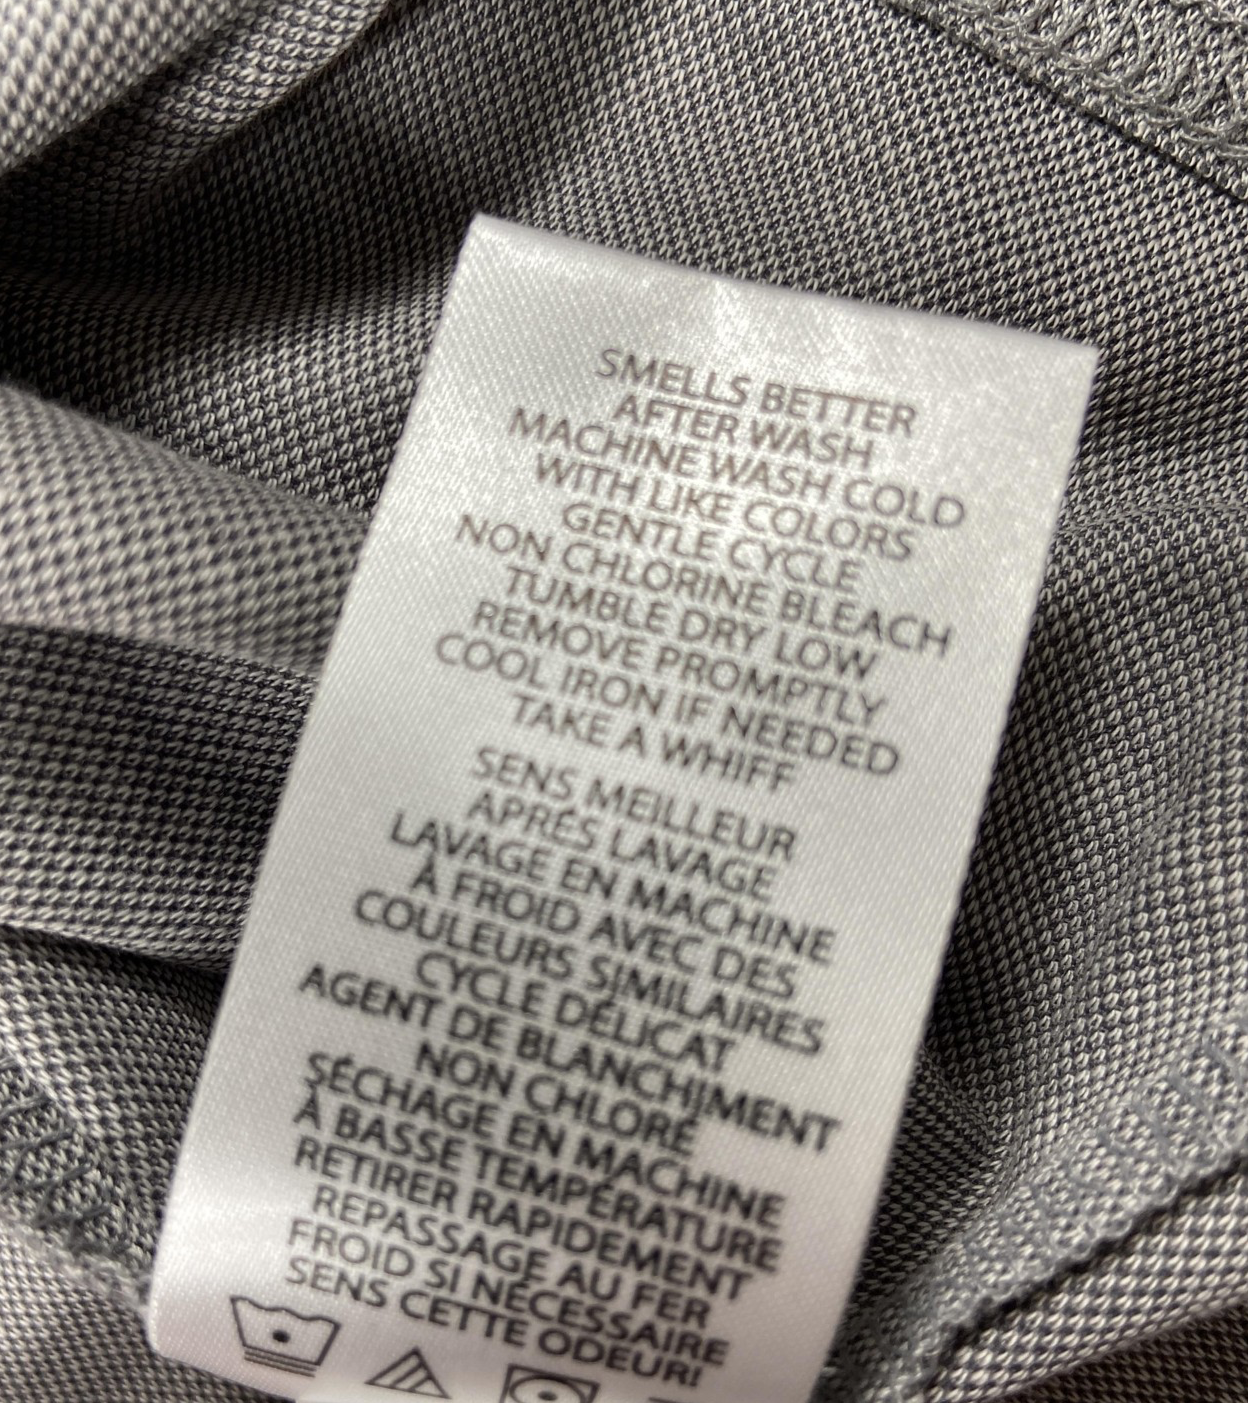 SMELLS BETTER
AFTER WASH
MACHINE WASH COLD
WITH LIKE COLORS
GENTLE CYCLE
NON CHLORINE BLEACH
TUMBLE DRY LOW
REMOVE PROMPTLY
COOL IRON IF NEEDED
TAKE A WHIFF
SENS MEILLEUR
APRÉS LAVAGE
LAVAGE EN MACHINE
À FROID AVEC DES
COULEURS SIMILAIRES
CYCLE DÉLICAT
AGENT DE BLANCHIMENT
NON CHLORÉ
SÉCHAGE EN MACHINE
À BASSE TEMPÉRATURE
RETIRER RAPIDEMENT
REPASSAGE AU FER
FROID SI NÉCESSAIRE
SENS CETTE ODEUR!